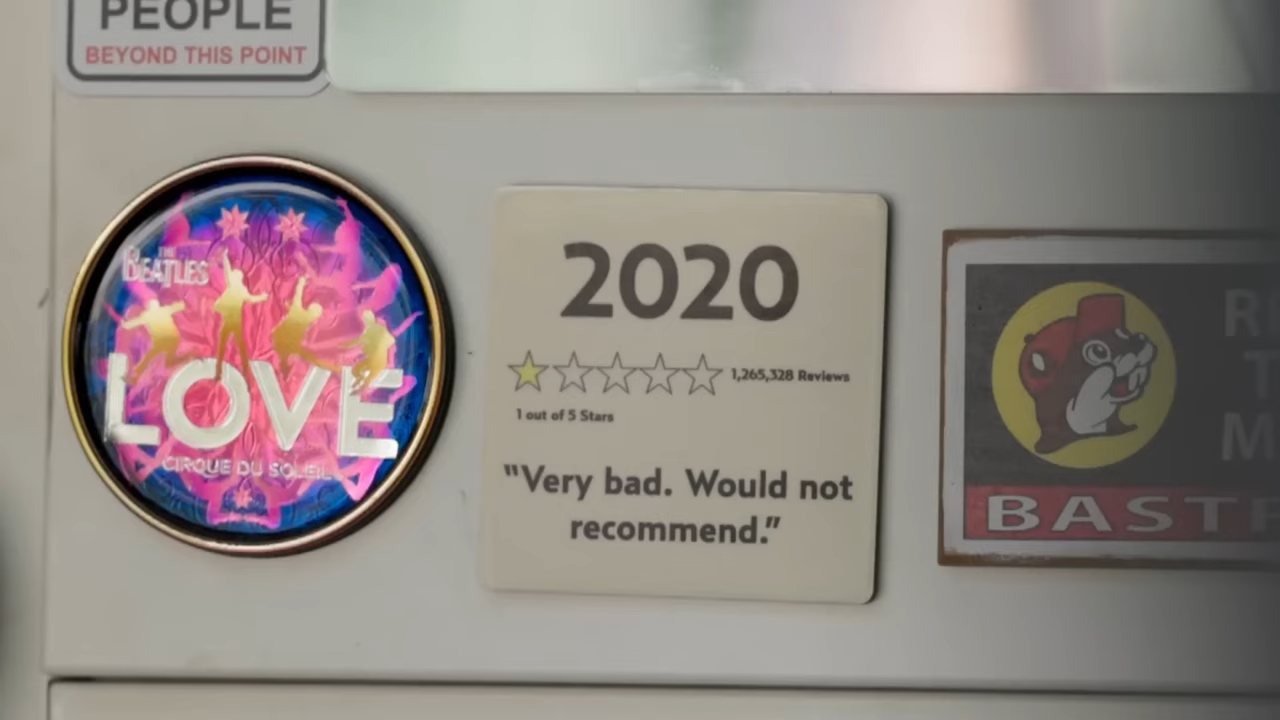 PEOPLE
BEYOND THIS POINT
THE
BEATLES
LOVE
CIRQUE DU SOLEIL
2020
1,265,328 Reviews
1 out of 5 Stars
"Very bad. Would not
recommend."